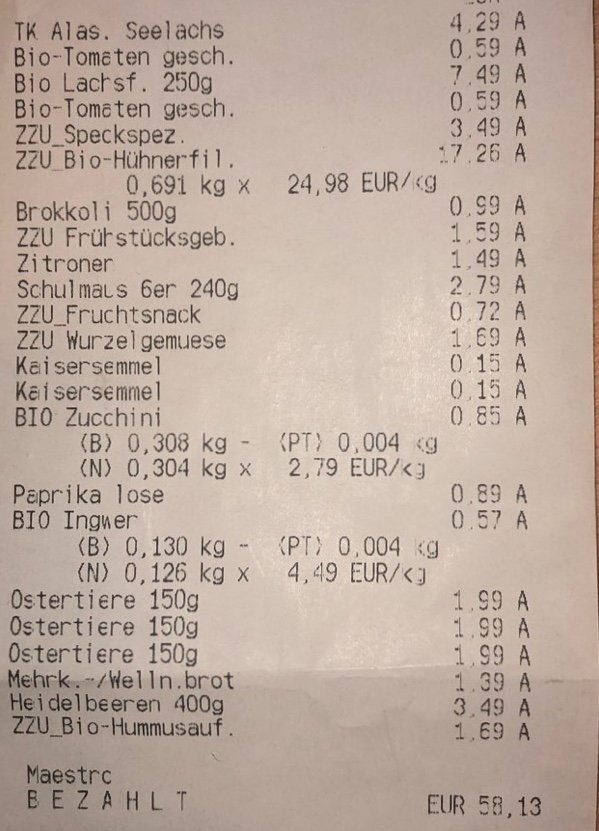 EUR
TK Alas. Seelachs 4,29 A
Bio-Tomaten gesch. 0,59 A
Bio Lachsf. 250g 7,49 A
Bio-Tomaten gesch. 0,59 A
ZZU_Speckspez. 3,49 A
ZZU_Bio-Hühnerfil. 17,26 A
0,691 kg x 24,98 EUR/kg
Brokkoli 500g 0,99 A
ZZU Frühstücksgeb. 1,59 A
Zitronen 1,49 A
Schulmaus 6er 240g 2,79 A
ZZU_Fruchtsnack 0,72 A
ZZU Wurzelgemuese 1,69 A
Kaisersemmel 0,15 A
Kaisersemmel 0,15 A
BIO Zucchini 0,85 A
(B) 0,308 kg - (PT) 0,004 kg
(N) 0,304 kg x 2,79 EUR/kg
Paprika lose 0,89 A
BIO Ingwer 0,57 A
(B) 0,130 kg - (PT) 0,004 kg
(N) 0,126 kg x 4,49 EUR/kg
Ostertiere 150g 1,99 A
Ostertiere 150g 1,99 A
Ostertiere 150g 1,99 A
Mehrk.-/Welln.brot 1,39 A
Heidelbeeren 400g 3,49 A
ZZU_Bio-Hummusauf. 1,69 A
Maestro
BEZAHLT EUR 58,13